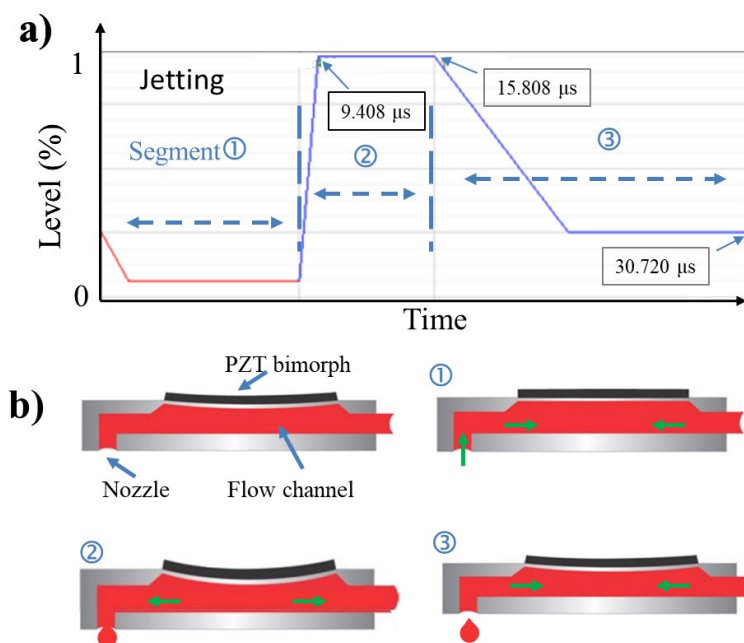 a)
1
Jetting
9.408 µs
15.808 µs
Segment①
②
③
Level (%)
30.720 µs
0
Time
b)
PZT bimorph
①
Nozzle
Flow channel
②
③